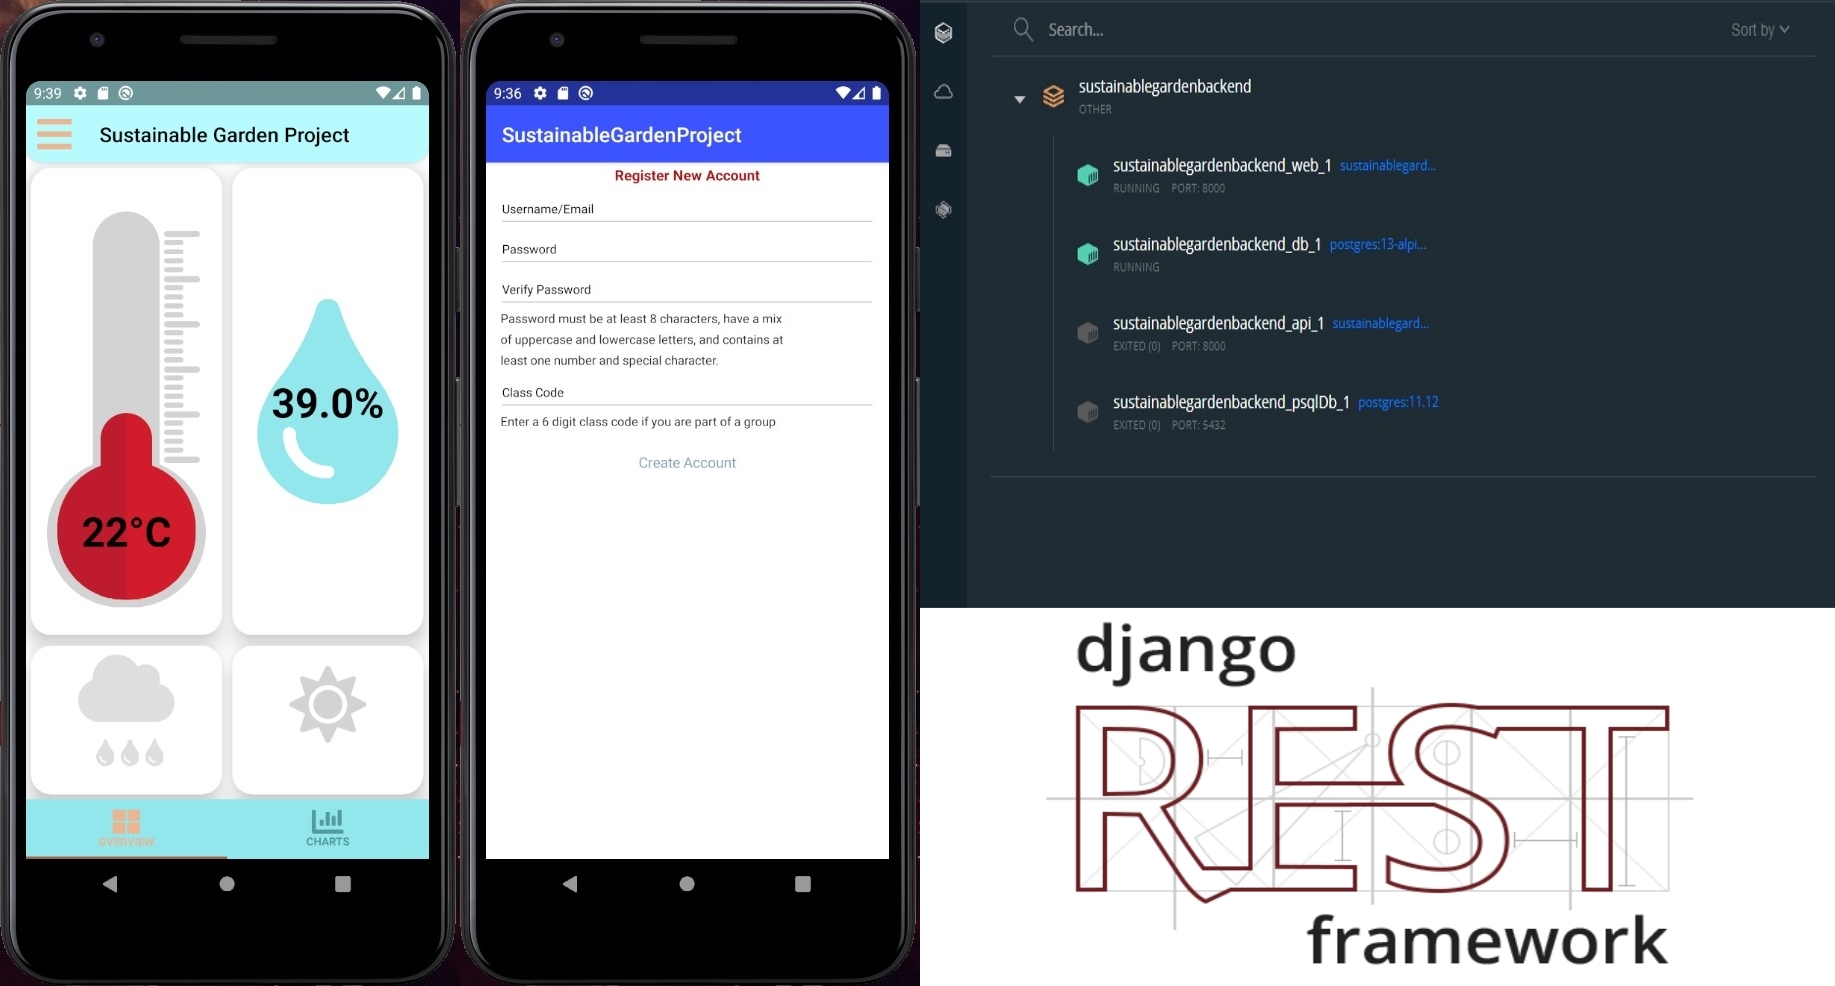 9:39
Sustainable Garden Project
22°C
39.0%
OVERVIEW
CHARTS
9:36
SustainableGardenProject
Register New Account
Username/Email
Password
Verify Password
Password must be at least 8 characters, have a mix
of uppercase and lowercase letters, and contains at
least one number and special character.
Class Code
Enter a 6 digit class code if you are part of a group
Create Account
Search...
Sort by
sustainablegardenbackend
OTHER
sustainablegardenbackend_web_1 sustainablegard...
RUNNING PORT: 8000
sustainablegardenbackend_db_1 postgres:13-alpi...
RUNNING
sustainablegardenbackend_api_1 sustainablegard...
EXITED (0) PORT: 8000
sustainablegardenbackend_psqlDb_1 postgres:11.12
EXITED (0) PORT: 5432
django
REST
framework